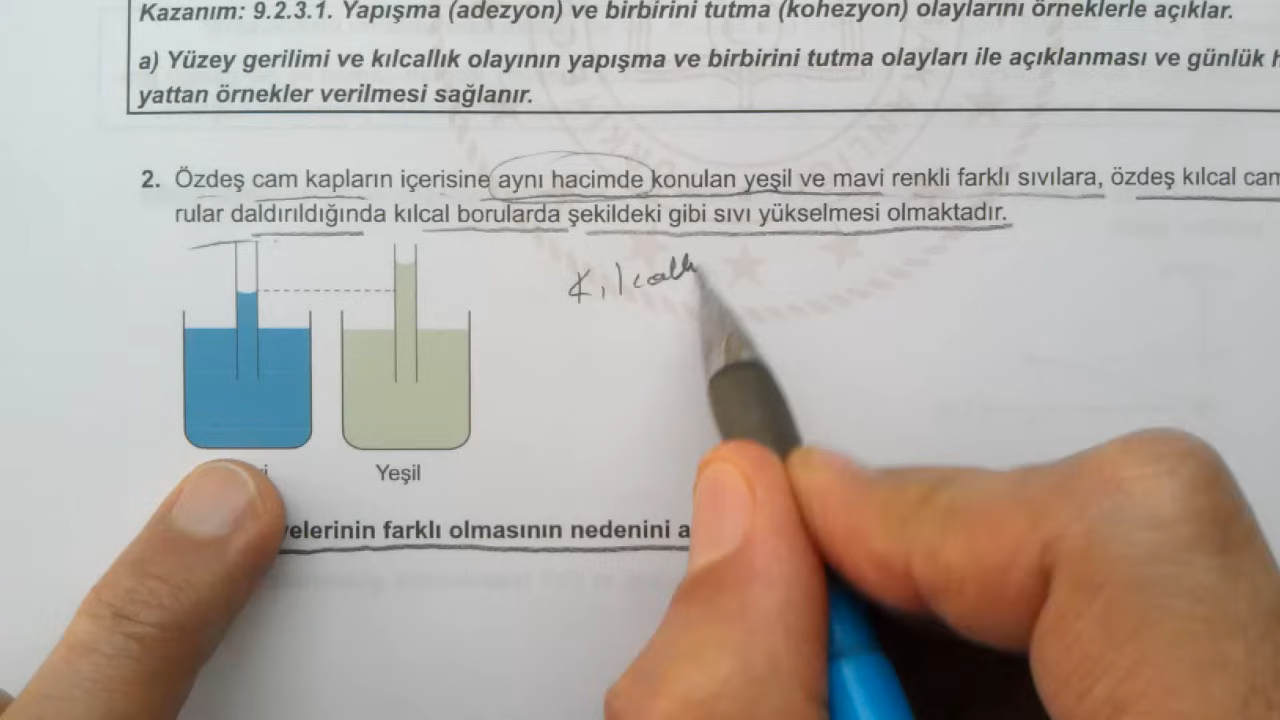 Kazanım: 9.2.3.1. Yapışma (adezyon) ve birbirini tutma (kohezyon) olaylarını örneklerle açıklar.
a) Yüzey gerilimi ve kılcallık olayının yapışma ve birbirini tutma olayları ile açıklanması ve günlük h
yattan örnekler verilmesi sağlanır.
2. Özdeş cam kapların içerisine aynı hacimde konulan yeşil ve mavi renkli farklı sıvılara, özdeş kılcal cam
rular daldırıldığında kılcal borularda şekildeki gibi sıvı yükselmesi olmaktadır.
Kılcallı
Yeşil
elerinin farklı olmasının nedenini a